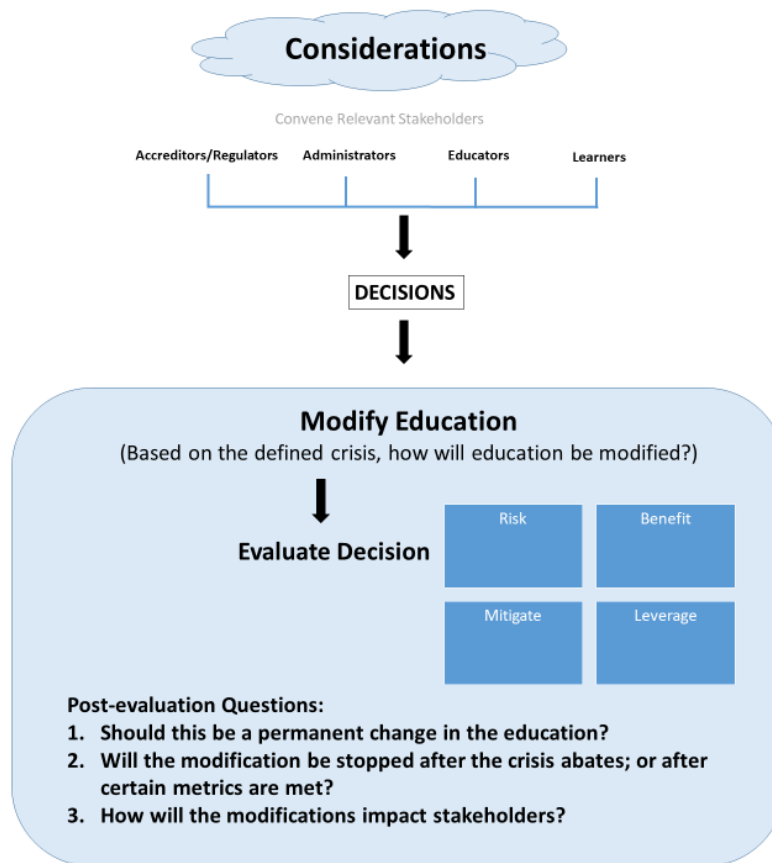 Considerations
Convene Relevant Stakeholders
Accreditors/Regulators Administrators Educators Learners
DECISIONS
Modify Education
(Based on the defined crisis, how will education be modified?)
Risk Benefit
Evaluate Decision
Mitigate Leverage
Post-evaluation Questions:
1. Should this be a permanent change in the education?
2. Will the modification be stopped after the crisis abates; or after
certain metrics are met?
3. How will the modifications impact stakeholders?